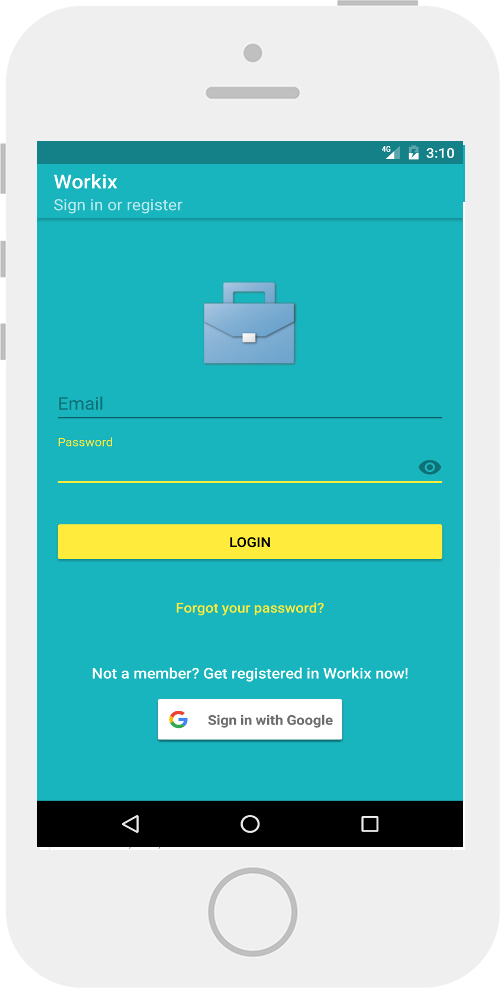 4G 3:10
Workix
Sign in or register
Email
Password
LOGIN
Forgot your password?
Not a member? Get registered in Workix now!
Sign in with Google